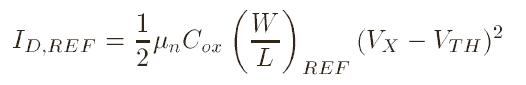 I_{D,REF} = \frac{1}{2} \mu_n C_{ox} \left( \frac{W}{L} \right)_{REF} (V_X - V_{TH})^2